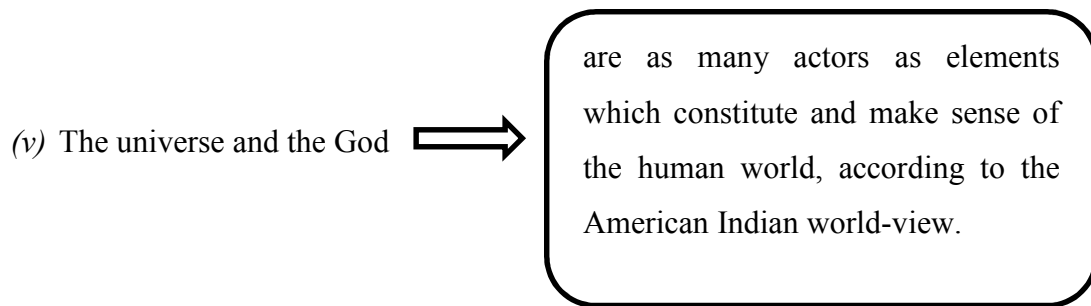 are as many actors as elements
which constitute and make sense of
(v) The universe and the God
the human world, according to the
American Indian world-view.